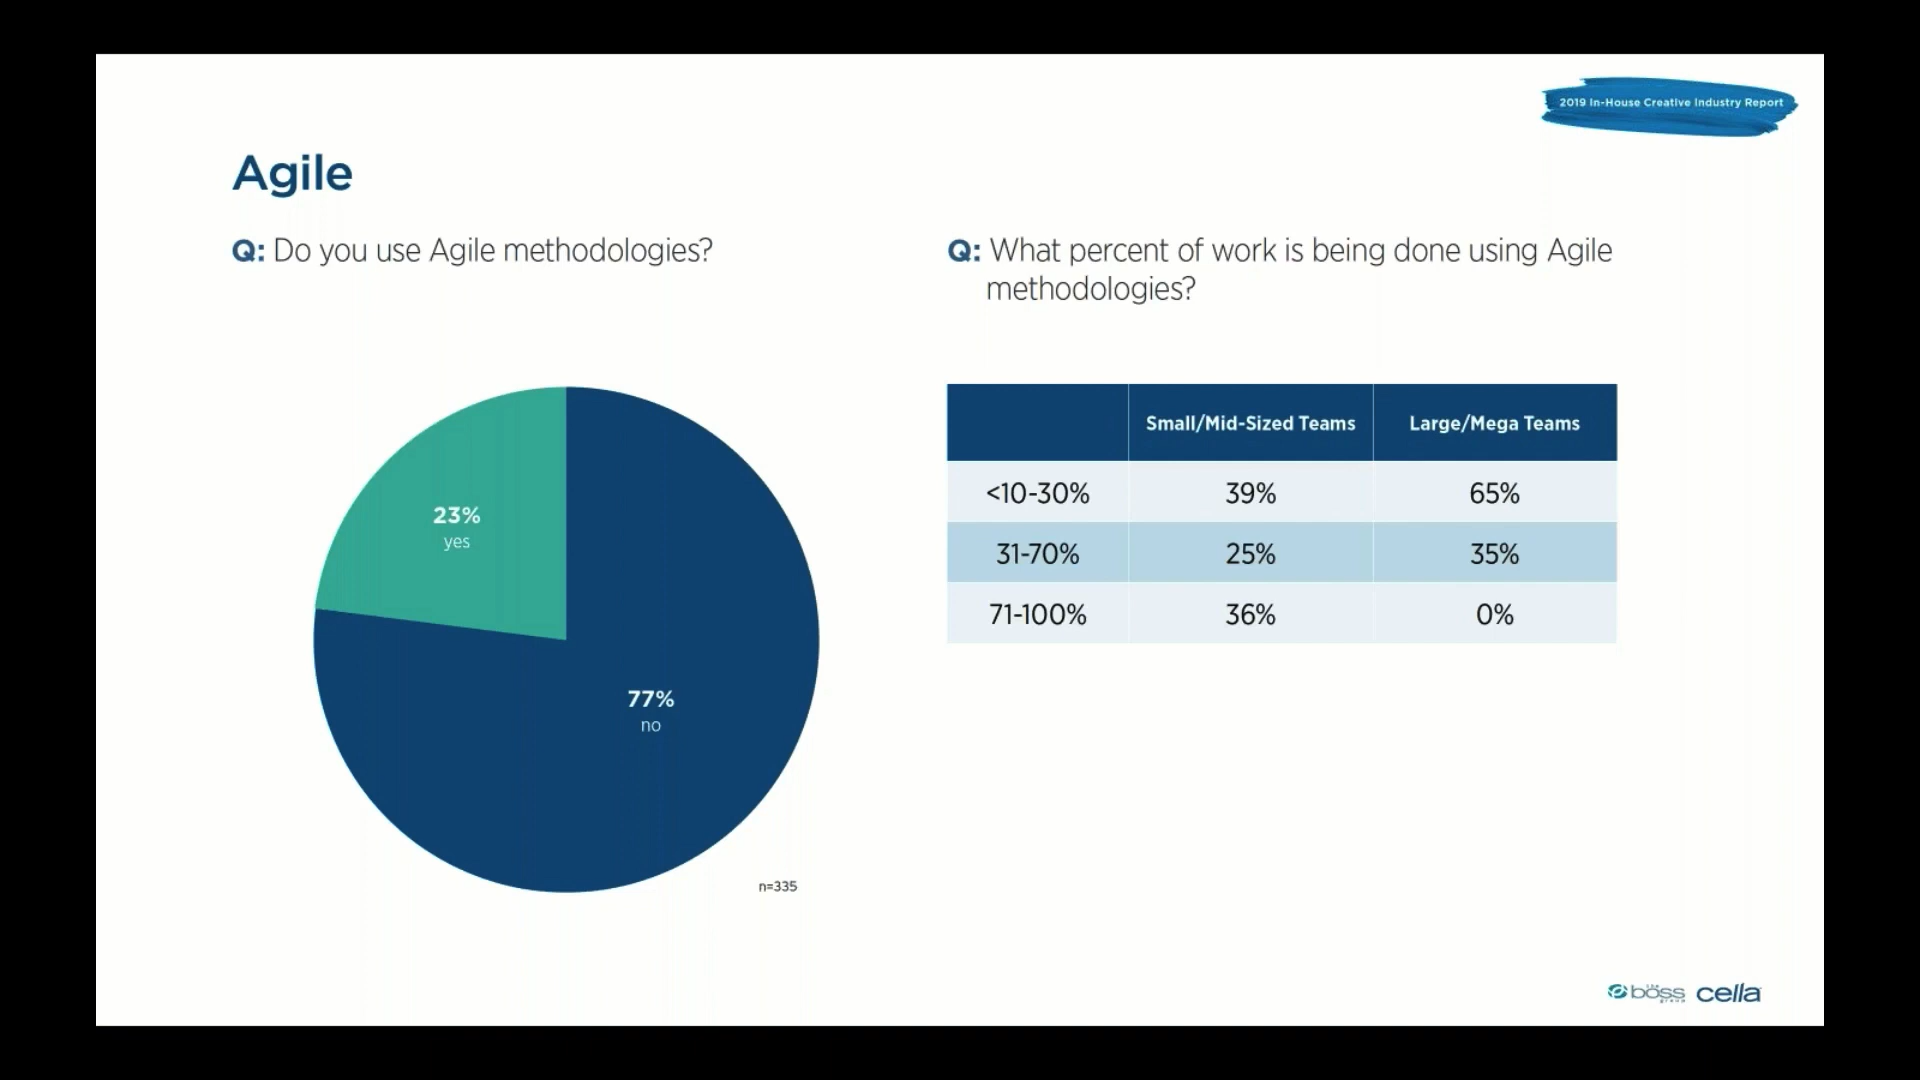 2019 In-House Creative Industry Report
Agile
Q: Do you use Agile methodologies?
23%
yes
77%
no
n=335
Q: What percent of work is being done using Agile
methodologies?
Small/Mid-Sized Teams Large/Mega Teams
<10-30% 39% 65%
31-70% 25% 35%
71-100% 36% 0%
the
böss
group
cella